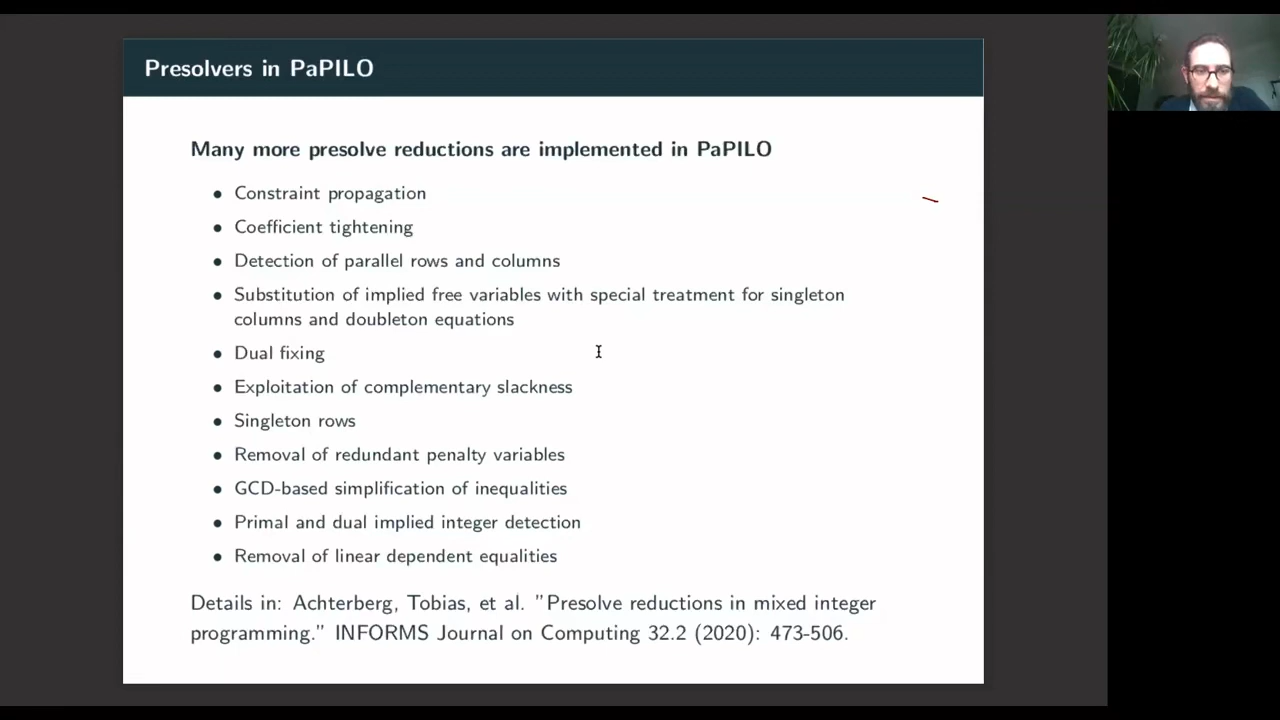 Presolvers in PaPILO
Many more presolve reductions are implemented in PaPILO
• Constraint propagation
• Coefficient tightening
• Detection of parallel rows and columns
• Substitution of implied free variables with special treatment for singleton
columns and doubleton equations
• Dual fixing
• Exploitation of complementary slackness
• Singleton rows
• Removal of redundant penalty variables
• GCD-based simplification of inequalities
• Primal and dual implied integer detection
• Removal of linear dependent equalities
Details in: Achterberg, Tobias, et al. ”Presolve reductions in mixed integer
programming.” INFORMS Journal on Computing 32.2 (2020): 473-506.